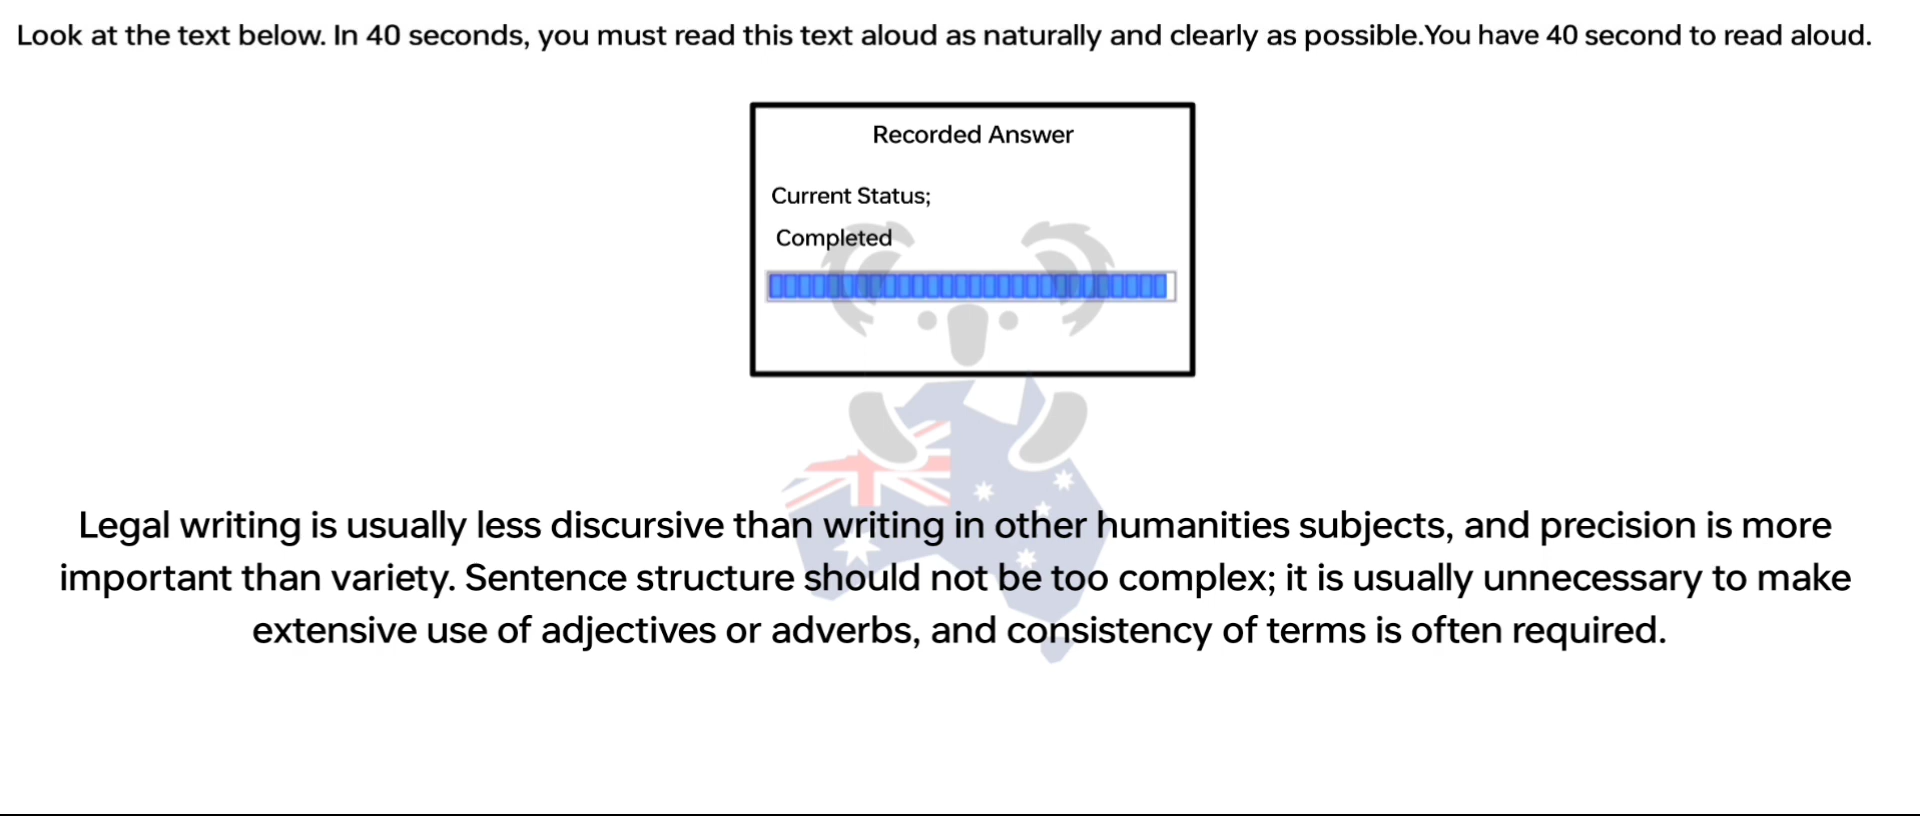 Look at the text below. In 40 seconds, you must read this text aloud as naturally and clearly as possible.You have 40 second to read aloud.
Recorded Answer
Current Status;
Completed
Legal writing is usually less discursive than writing in other humanities subjects, and precision is more
important than variety. Sentence structure should not be too complex; it is usually unnecessary to make
extensive use of adjectives or adverbs, and consistency of terms is often required.